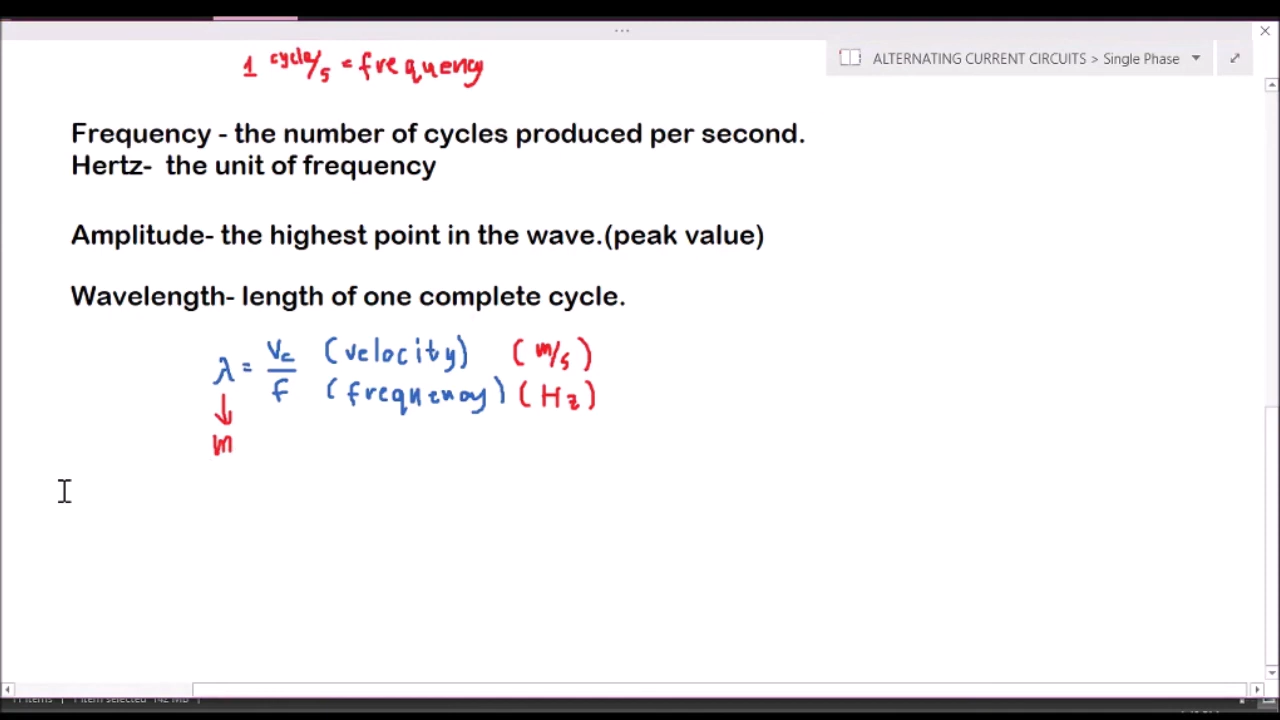 1 cycle/s = frequency
ALTERNATING CURRENT CIRCUITS > Single Phase
Frequency - the number of cycles produced per second.
Hertz- the unit of frequency
Amplitude- the highest point in the wave.(peak value)
Wavelength- length of one complete cycle.
λ = Vc (velocity) (m/s)
f (frequency) (Hz)
↓
m